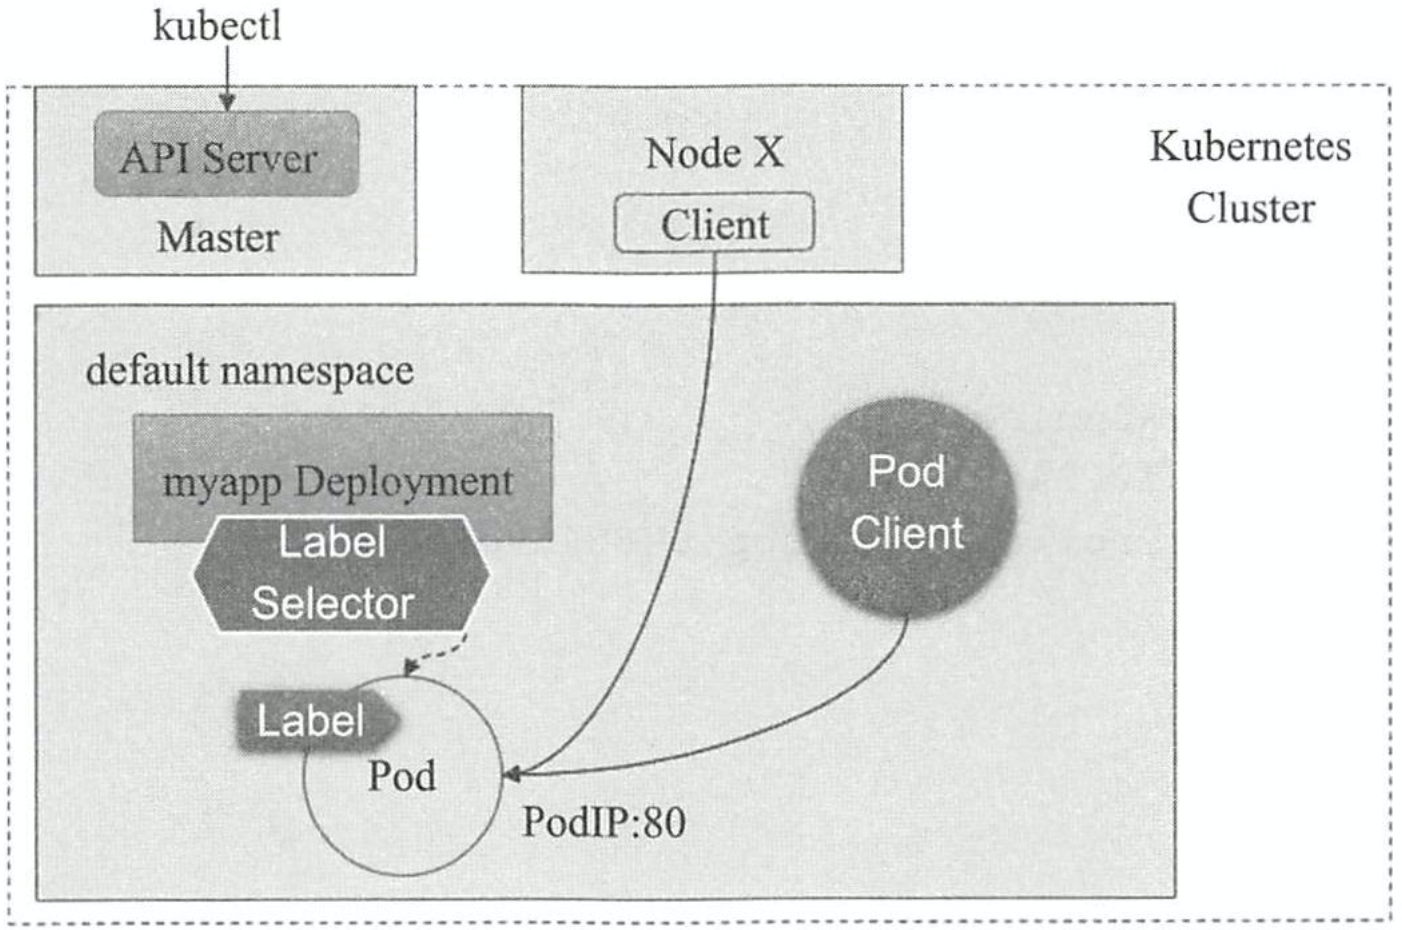 kubectl
API Server
Master
Node X
Client
Kubernetes
Cluster
default namespace
myapp Deployment
Label
Selector
Pod
Client
Label
Pod
PodIP:80